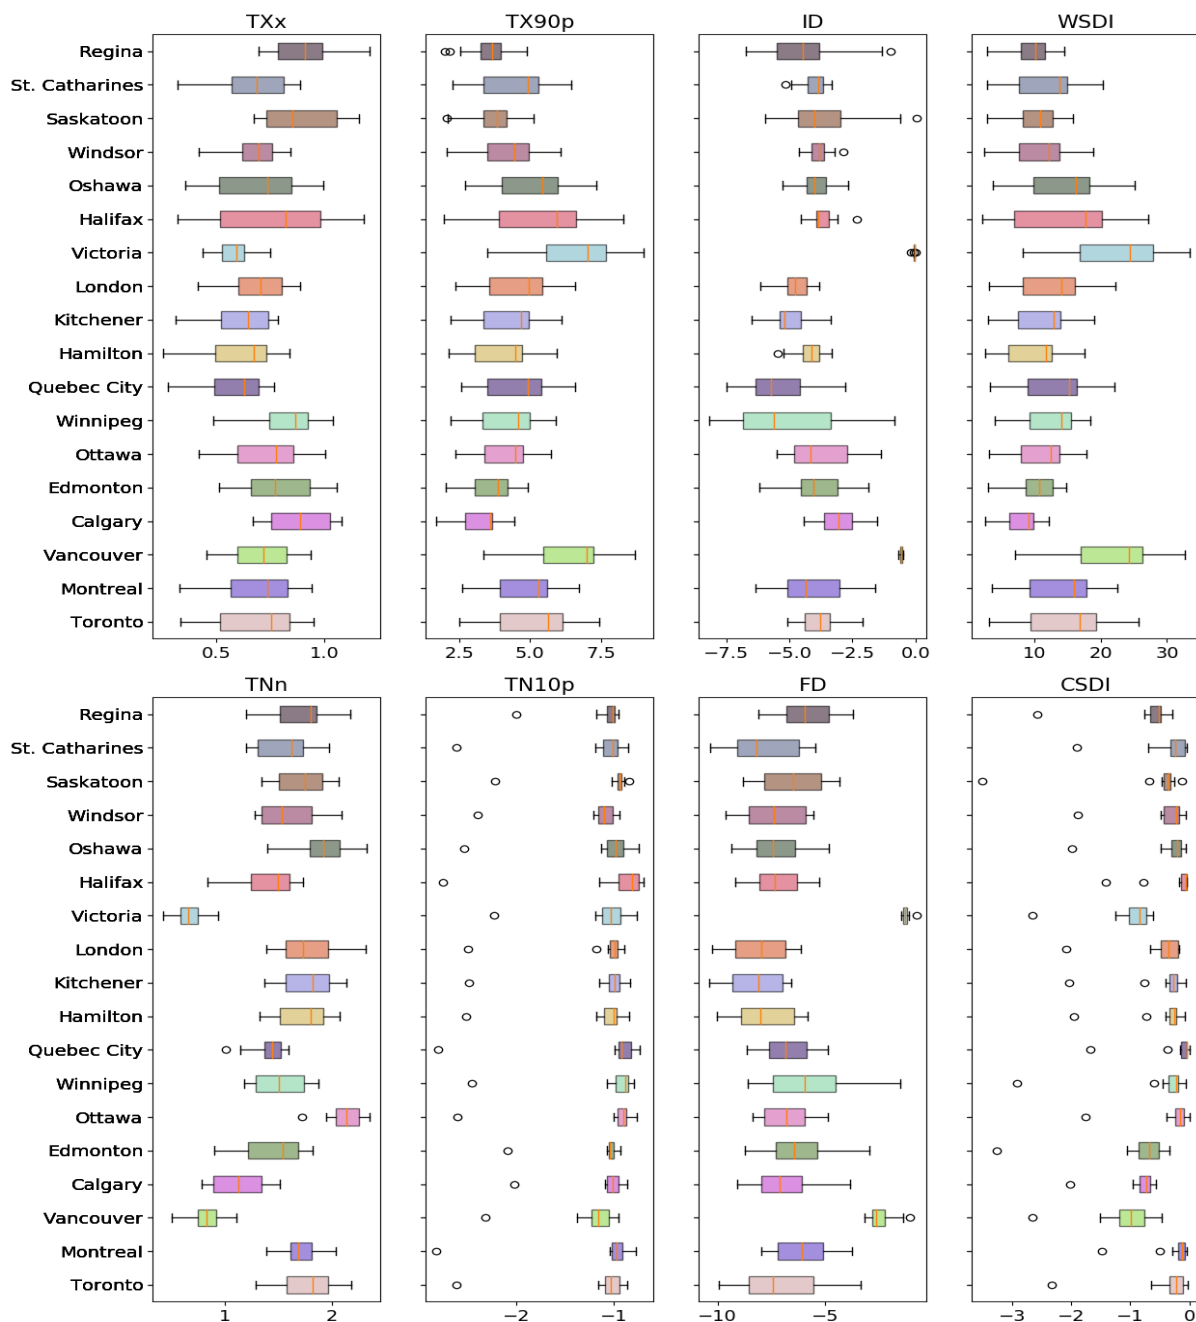 TXx TX90p ID WSDI
Regina
St. Catharines
Saskatoon
Windsor
Oshawa
Halifax
Victoria
London
Kitchener
Hamilton
Quebec City
Winnipeg
Ottawa
Edmonton
Calgary
Vancouver
Montreal
Toronto
0.5 1.0 2.5 5.0 7.5 −7.5 −5.0 −2.5 0.0 10 20 30
TNn TN10p FD CSDI
Regina
St. Catharines
Saskatoon
Windsor
Oshawa
Halifax
Victoria
London
Kitchener
Hamilton
Quebec City
Winnipeg
Ottawa
Edmonton
Calgary
Vancouver
Montreal
Toronto
1 2 −2 −1 −10 −5 −3 −2 −1 0